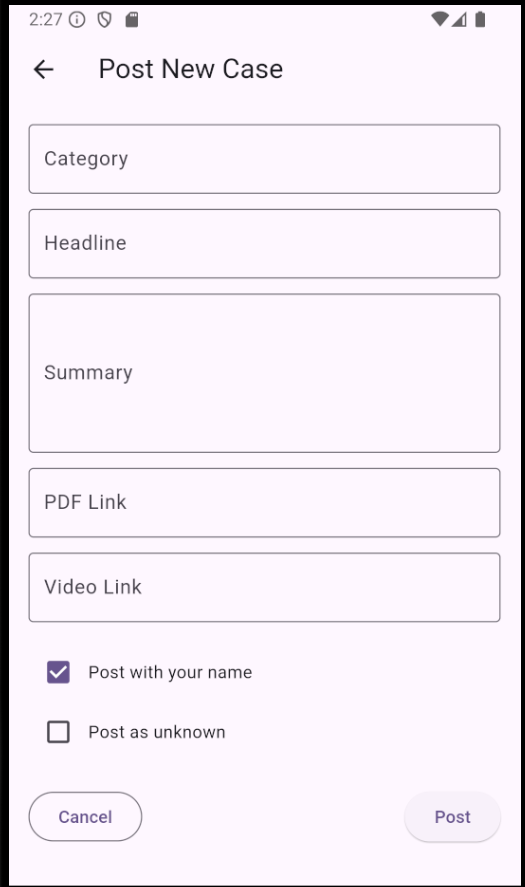 2:27
Post New Case
Category
Headline
Summary
PDF Link
Video Link
Post with your name
Post as unknown
Cancel
Post